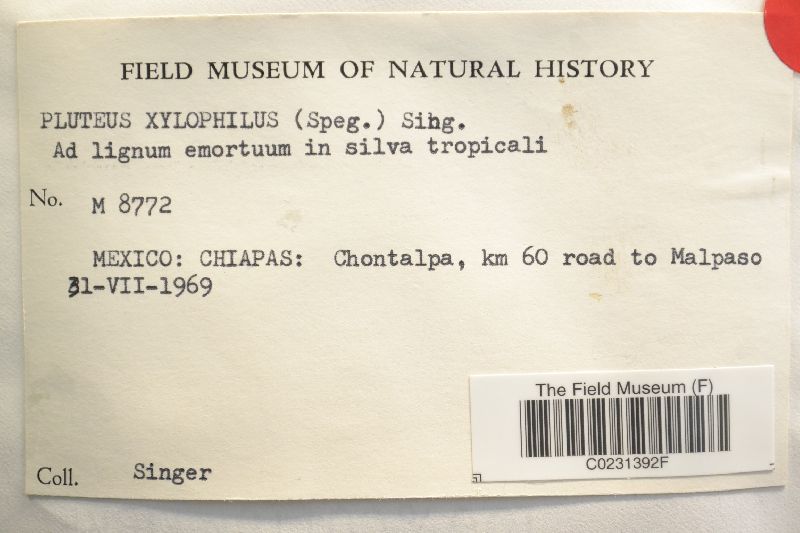 FIELD MUSEUM OF NATURAL HISTORY
PLUTEUS XYLOPHILUS (Speg.) Sing.
Ad lignum emortuum in silva tropicali
No. M 8772
MEXICO: CHIAPAS: Chontalpa, km 60 road to Malpaso
31-VII-1969
The Field Museum (F)
C0231392F
Coll. Singer